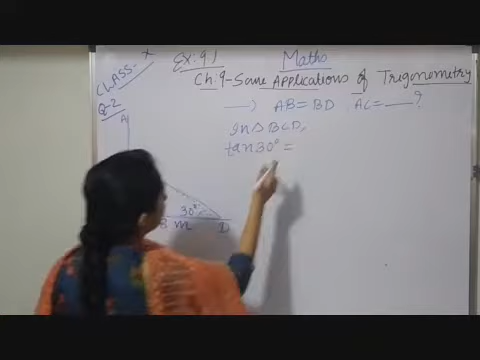 CLASS-X
Ex: 9.1
Maths
Ch: 9-Some Applications of Trigonometry
Q-2
AB = BD AC = ___ ?
In △ BCD,
tan 30° =
A
30°
B m D